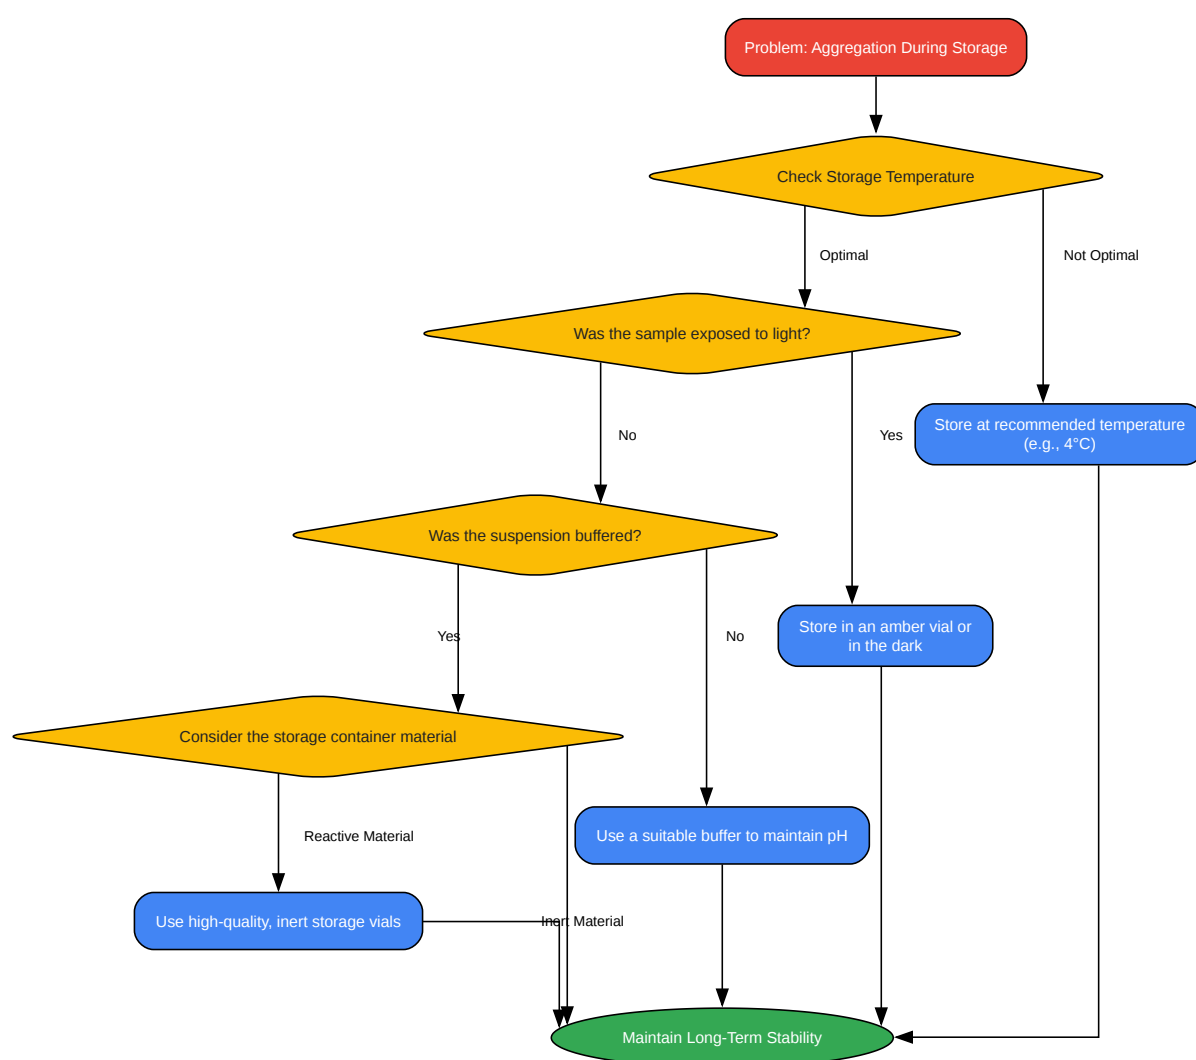 Problem: Aggregation During Storage
Check Storage Temperature
Optimal
Not Optimal
Was the sample exposed to light?
No
Yes
Store at recommended temperature
(e.g., 4°C)
Was the suspension buffered?
Yes
No
Store in an amber vial or
in the dark
Consider the storage container material
Reactive Material
Use a suitable buffer to maintain pH
Use high-quality, inert storage vials
Inert Material
Maintain Long-Term Stability